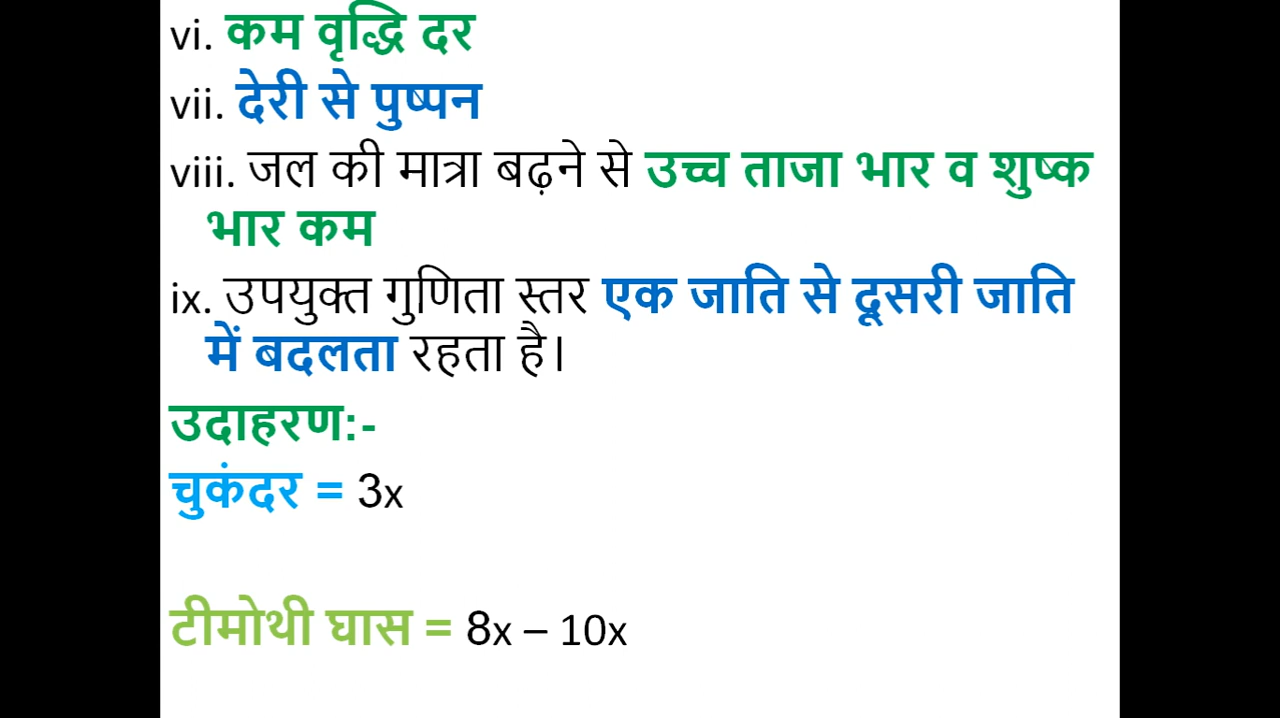 vi. कम वृद्धि दर
vii. देरी से पुष्पन
viii. जल की मात्रा बढ़ने से उच्च ताजा भार व शुष्क
भार कम
ix. उपयुक्त गुणिता स्तर एक जाति से दूसरी जाति
में बदलता रहता है।
उदाहरण:-
चुकंदर = 3x
टीमोथी घास = 8x – 10x